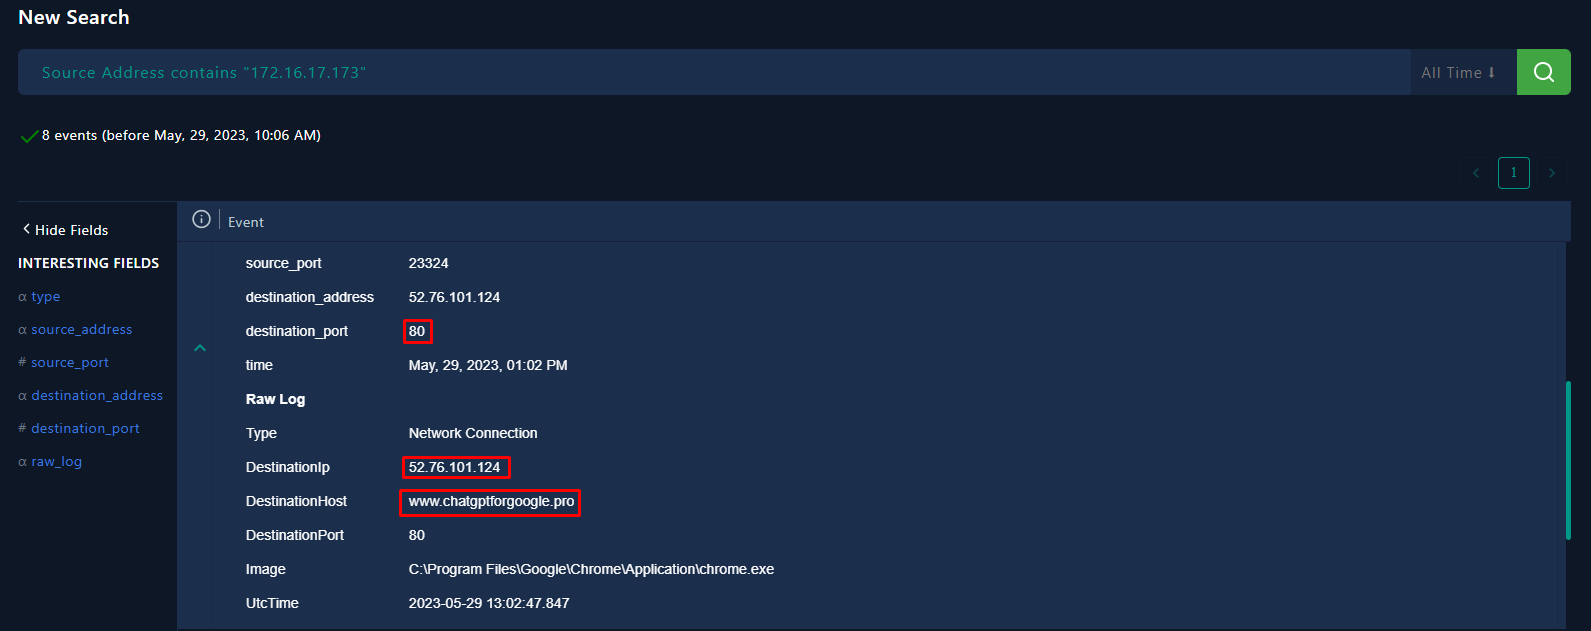 New Search
Source Address contains "172.16.17.173"
All Time
8 events (before May, 29, 2023, 10:06 AM)
1
Hide Fields
INTERESTING FIELDS
α type
α source_address
# source_port
α destination_address
# destination_port
α raw_log
Event
source_port 23324
destination_address 52.76.101.124
destination_port 80
time May, 29, 2023, 01:02 PM
Raw Log
Type Network Connection
DestinationIp 52.76.101.124
DestinationHost www.chatgptforgoogle.pro
DestinationPort 80
Image C:\Program Files\Google\Chrome\Application\chrome.exe
UtcTime 2023-05-29 13:02:47.847